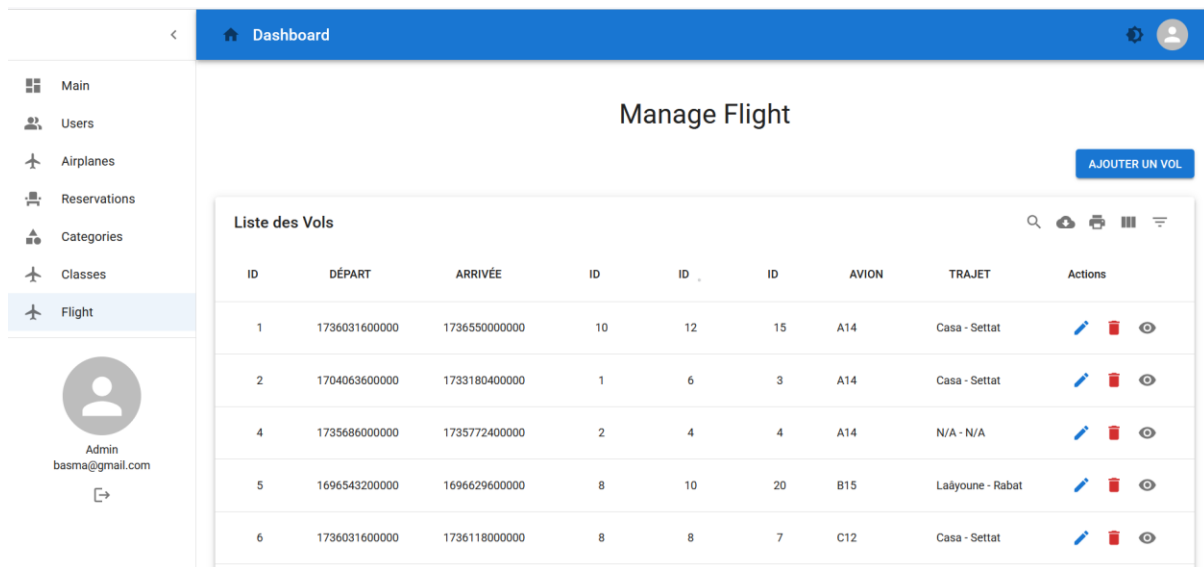 Dashboard
Main
Users
Airplanes
Reservations
Categories
Classes
Flight
Admin
basma@gmail.com
Manage Flight
AJOUTER UN VOL
Liste des Vols
ID DÉPART ARRIVÉE ID ID ID AVION TRAJET Actions
1 1736031600000 1736550000000 10 12 15 A14 Casa - Settat
2 1704063600000 1733180400000 1 6 3 A14 Casa - Settat
4 1735686000000 1735772400000 2 4 4 A14 N/A - N/A
5 1696543200000 1696629600000 8 10 20 B15 Laâyoune - Rabat
6 1736031600000 1736118000000 8 8 7 C12 Casa - Settat